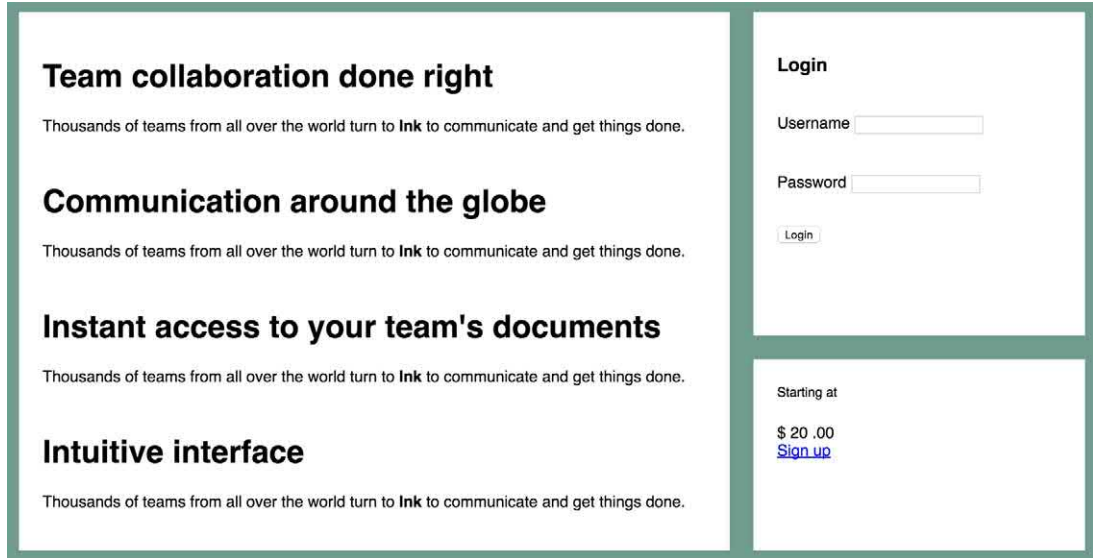 Team collaboration done right
Thousands of teams from all over the world turn to Ink to communicate and get things done.
Communication around the globe
Thousands of teams from all over the world turn to Ink to communicate and get things done.
Instant access to your team's documents
Thousands of teams from all over the world turn to Ink to communicate and get things done.
Intuitive interface
Thousands of teams from all over the world turn to Ink to communicate and get things done.
Login
Username
Password
Login
Starting at
$ 20 .00
Sign up